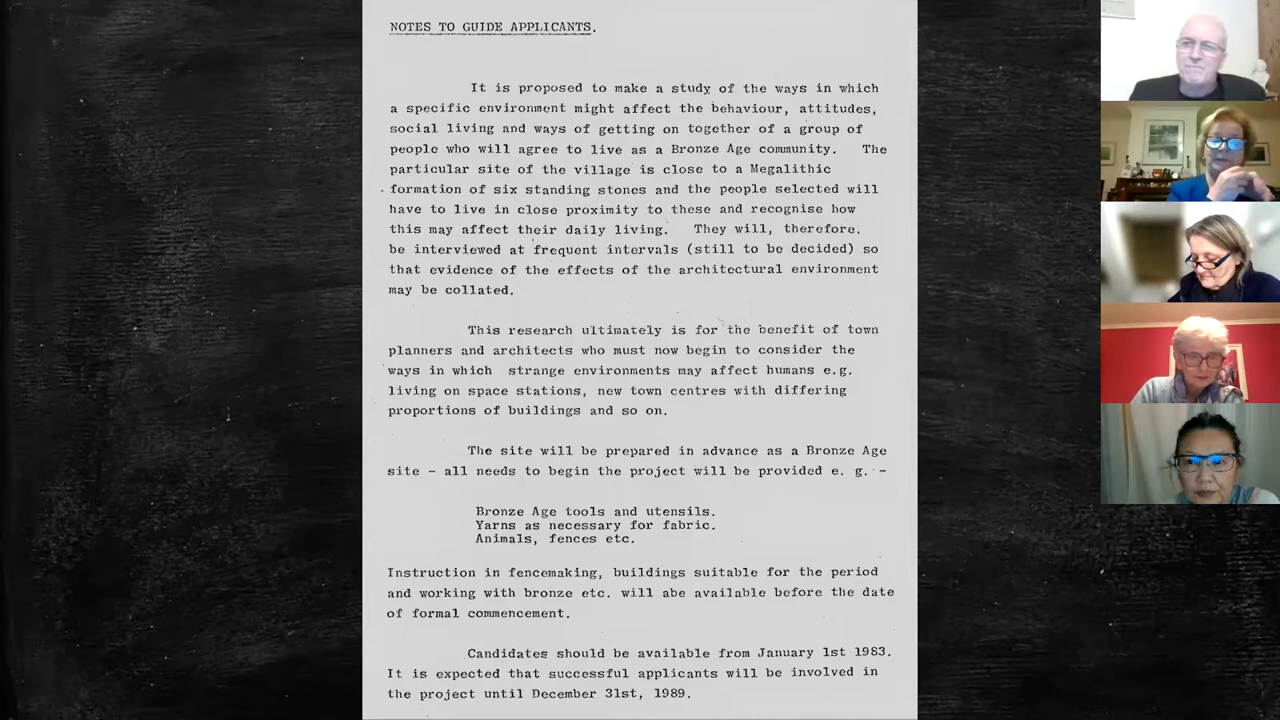 NOTES TO GUIDE APPLICANTS.
It is proposed to make a study of the ways in which
a specific environment might affect the behaviour, attitudes,
social living and ways of getting on together of a group of
people who will agree to live as a Bronze Age community. The
particular site of the village is close to a Megalithic
formation of six standing stones and the people selected will
have to live in close proximity to these and recognise how
this may affect their daily living. They will, therefore.
be interviewed at frequent intervals (still to be decided) so
that evidence of the effects of the architectural environment
may be collated.
This research ultimately is for the benefit of town
planners and architects who must now begin to consider the
ways in which strange environments may affect humans e.g.
living on space stations, new town centres with differing
proportions of buildings and so on.
The site will be prepared in advance as a Bronze Age
site - all needs to begin the project will be provided e. g. -
Bronze Age tools and utensils.
Yarns as necessary for fabric.
Animals, fences etc.
Instruction in fencemaking, buildings suitable for the period
and working with bronze etc. will abe available before the date
of formal commencement.
Candidates should be available from January 1st 1983.
It is expected that successful applicants will be involved in
the project until December 31st, 1989.